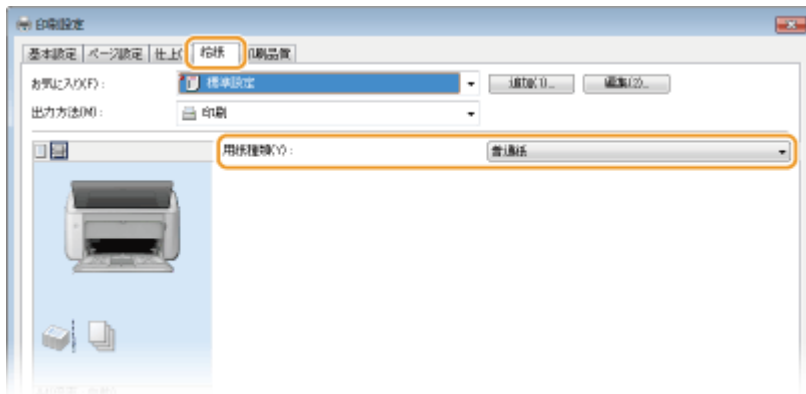 印刷設定
基本設定 ページ設定 仕上げ 給紙 印刷品質
お気に入り(F): 標準設定 追加(1)... 編集(2)...
出力方法(M): 印刷
用紙種類(Y): 普通紙